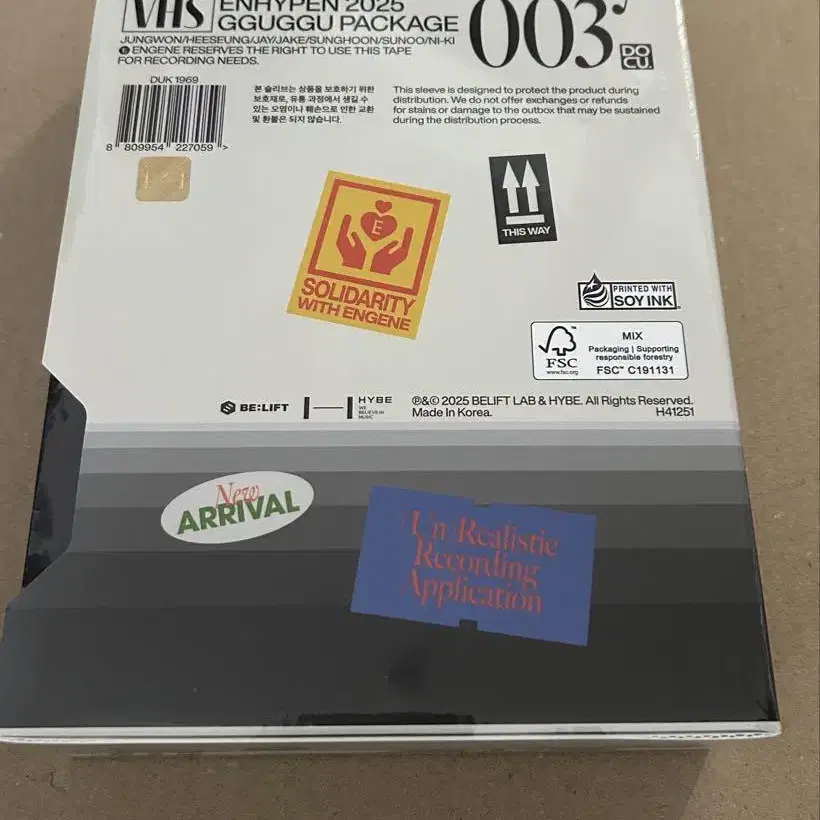 VHS
ENHYPEN 2025
GGUGGU PACKAGE
003
DO
CU.
JUNGWON/HEESEUNG/JAY/JAKE/SUNGHOON/SUNOO/NI-KI
E ENGENE RESERVES THE RIGHT TO USE THIS TAPE
FOR RECORDING NEEDS.
DUK 1969
8 809954 227059 >
본 슬리브는 상품을 보호하기 위한
보호재로, 유통 과정에서 생길 수
있는 오염이나 훼손으로 인한 교환
및 환불은 되지 않습니다.
This sleeve is designed to protect the product during
distribution. We do not offer exchanges or refunds
for stains or damage to the outbox that may be sustained
during the distribution process.
E
SOLIDARITY
WITH ENGENE
THIS WAY
PRINTED WITH
SOY INK
FSC
www.fsc.org
MIX
Packaging | Supporting
responsible forestry
FSC™ C191131
BE:LIFT
HYBE
WE
BELIEVE IN
MUSIC
℗&© 2025 BELIFT LAB & HYBE. All Rights Reserved.
Made In Korea.
H41251
New
ARRIVAL
Un-Realistic
Recording
Application